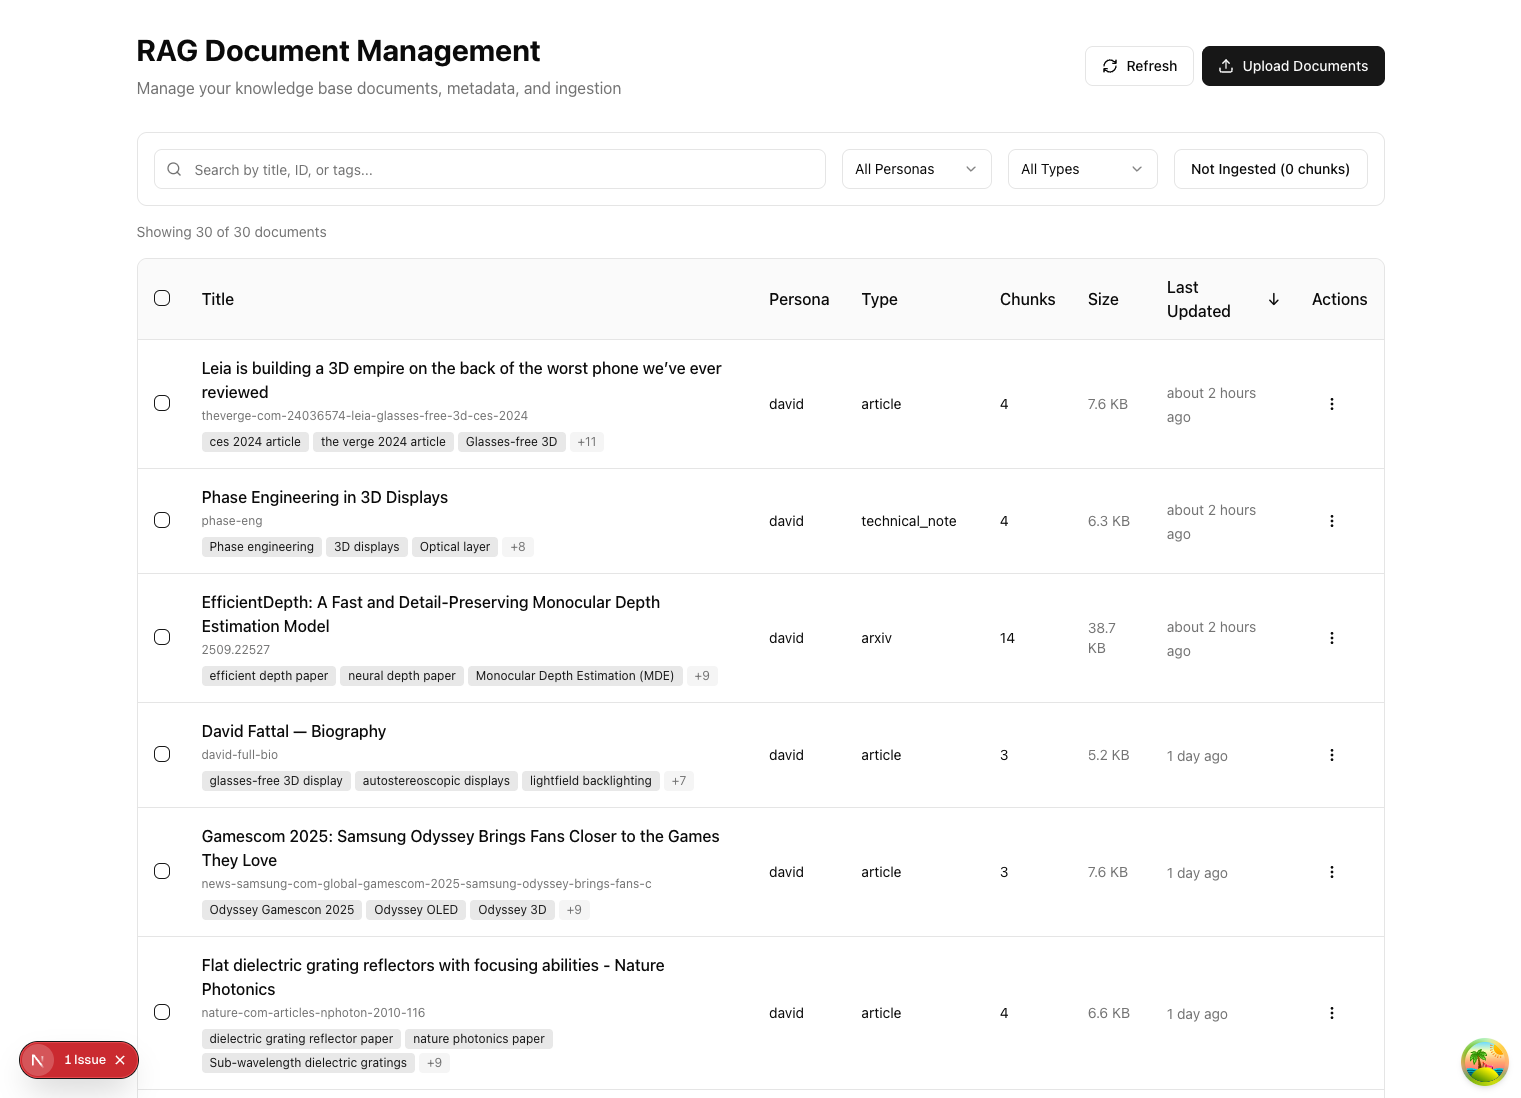 RAG Document Management
Manage your knowledge base documents, metadata, and ingestion
Refresh
Upload Documents
Search by title, ID, or tags...
All Personas
All Types
Not Ingested (0 chunks)
Showing 30 of 30 documents
Title
Persona
Type
Chunks
Size
Last
Updated
Actions
Leia is building a 3D empire on the back of the worst phone we’ve ever
reviewed
theverge-com-24036574-leia-glasses-free-3d-ces-2024
ces 2024 article
the verge 2024 article
Glasses-free 3D
+11
david
article
4
7.6 KB
about 2 hours
ago
Phase Engineering in 3D Displays
phase-eng
Phase engineering
3D displays
Optical layer
+8
david
technical_note
4
6.3 KB
about 2 hours
ago
EfficientDepth: A Fast and Detail-Preserving Monocular Depth
Estimation Model
2509.22527
efficient depth paper
neural depth paper
Monocular Depth Estimation (MDE)
+9
david
arxiv
14
38.7
KB
about 2 hours
ago
David Fattal — Biography
david-full-bio
glasses-free 3D display
autostereoscopic displays
lightfield backlighting
+7
david
article
3
5.2 KB
1 day ago
Gamescom 2025: Samsung Odyssey Brings Fans Closer to the Games
They Love
news-samsung-com-global-gamescom-2025-samsung-odyssey-brings-fans-c
Odyssey Gamescon 2025
Odyssey OLED
Odyssey 3D
+9
david
article
3
7.6 KB
1 day ago
Flat dielectric grating reflectors with focusing abilities - Nature
Photonics
nature-com-articles-nphoton-2010-116
dielectric grating reflector paper
nature photonics paper
Sub-wavelength dielectric gratings
+9
david
article
4
6.6 KB
1 day ago
N
1 Issue